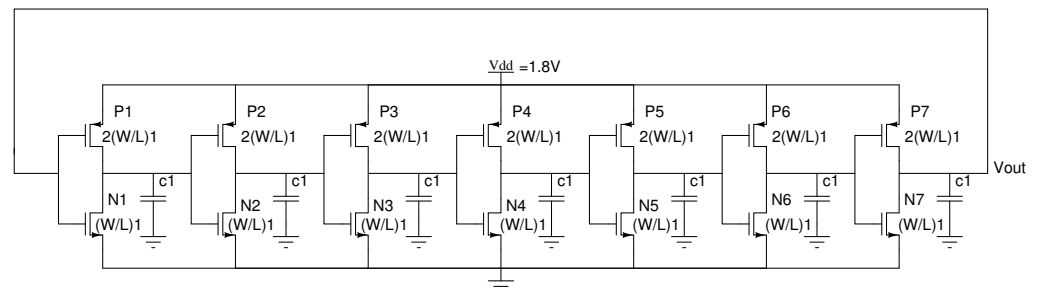 Vdd =1.8V
P1 P2 P3 P4 P5 P6 P7
2(W/L)1 2(W/L)1 2(W/L)1 2(W/L)1 2(W/L)1 2(W/L)1 2(W/L)1
Vout
c1 c1 c1 c1 c1 c1 c1
N1 N2 N3 N4 N5 N6 N7
(W/L)1 (W/L)1 (W/L)1 (W/L)1 (W/L)1 (W/L)1 (W/L)1